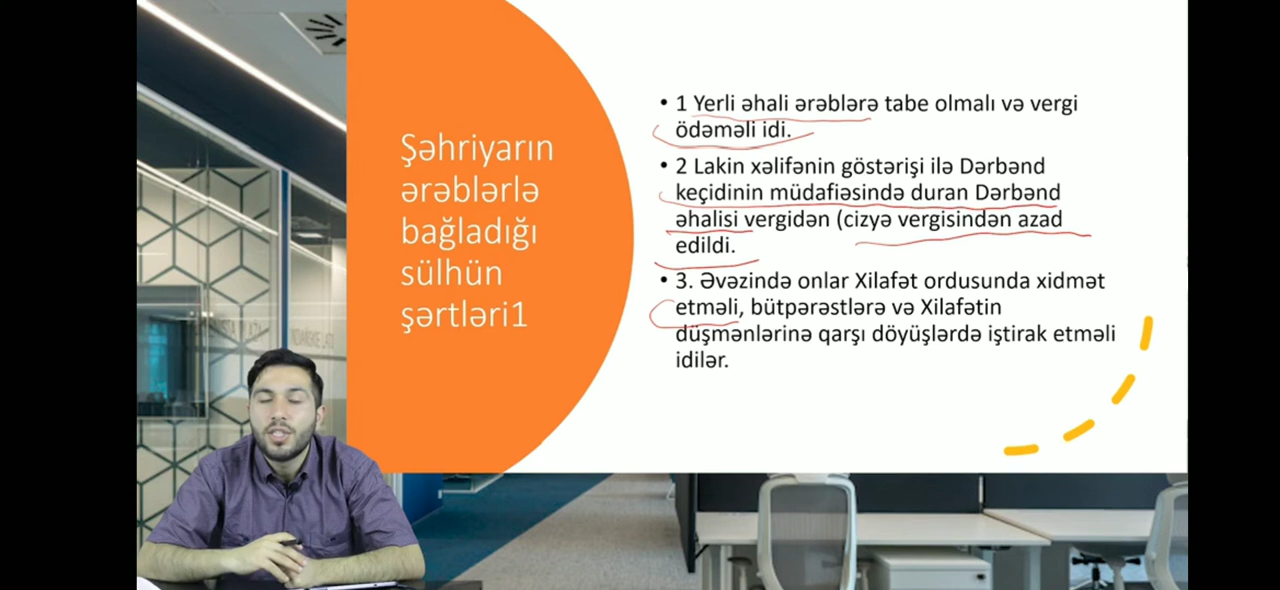 Şəhriyarın
ərəblərlə
bağladığı
sülhün
şərtləri1
• 1 Yerli əhali ərəblərə tabe olmalı və vergi
ödəməli idi.
• 2 Lakin xəlifənin göstərişi ilə Dərbənd
keçidinin müdafiəsində duran Dərbənd
əhalisi vergidən (cizyə vergisindən azad
edildi.
• 3. Əvəzində onlar Xilafət ordusunda xidmət
etməli, bütpərəstlərə və Xilafətin
düşmənlərinə qarşı döyüşlərdə iştirak etməli
idilər.